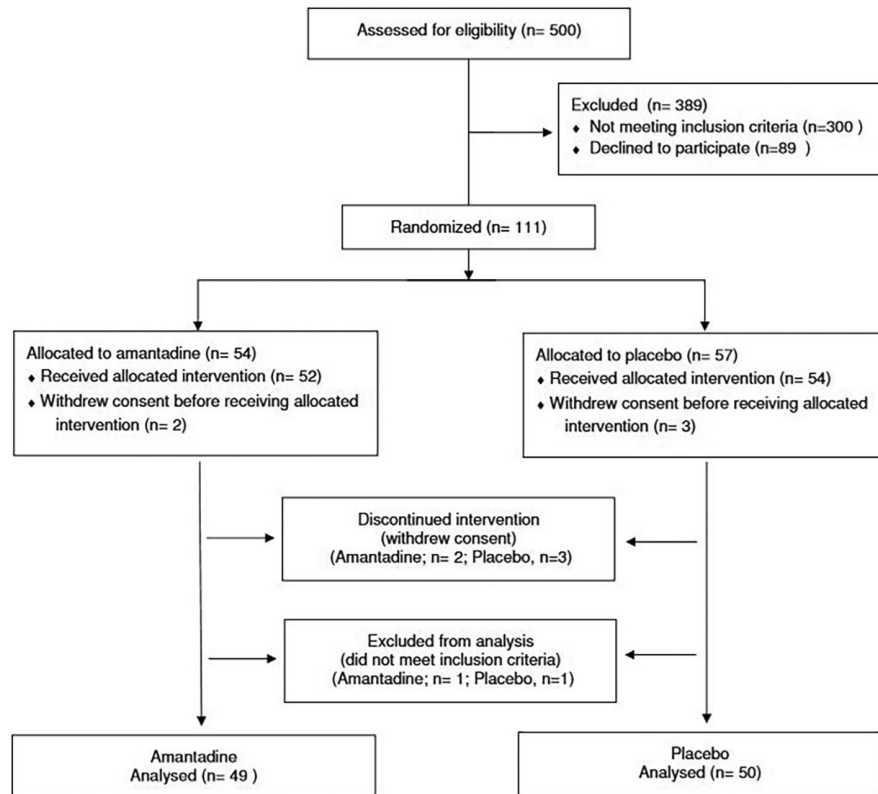 Assessed for eligibility (n= 500)
Excluded (n= 389)
♦ Not meeting inclusion criteria (n=300 )
♦ Declined to participate (n=89 )
Randomized (n= 111)
Allocated to amantadine (n= 54)
♦ Received allocated intervention (n= 52)
♦ Withdrew consent before receiving allocated
intervention (n= 2)
Allocated to placebo (n= 57)
♦ Received allocated intervention (n= 54)
♦ Withdrew consent before receiving allocated
intervention (n= 3)
Discontinued intervention
(withdrew consent)
(Amantadine; n= 2; Placebo, n=3)
Excluded from analysis
(did not meet inclusion criteria)
(Amantadine; n= 1; Placebo, n=1)
Amantadine
Analysed (n= 49 )
Placebo
Analysed (n= 50)